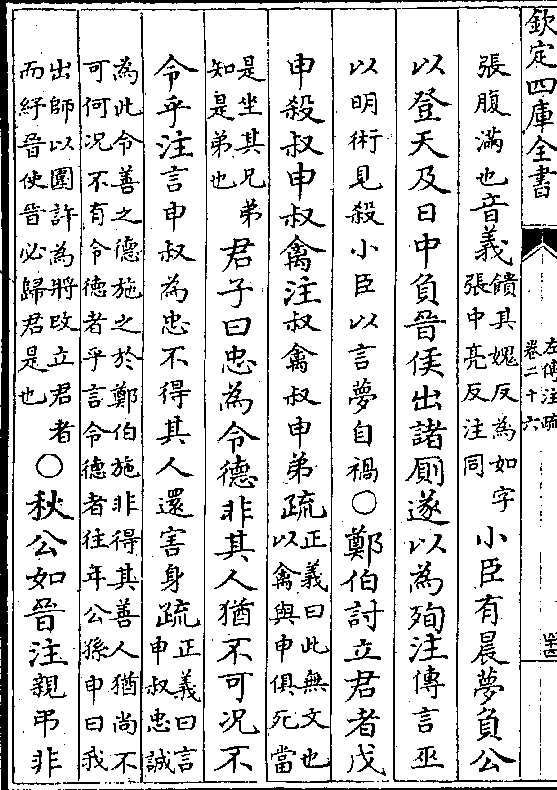 欽定四庫全書
左傳注疏
卷二十六
張腹滿也音義饋其媿反為如字
張中亮反注同小臣有晨夢負公
以登天及日中負晉侯出諸厠遂以為殉注傳言巫
以明術見殺小臣以言夢自禍○鄭伯討立君者戊
申殺叔申叔禽注叔禽叔申弟疏正義曰此無文也
以禽與申俱死當
是坐其兄弟
知是弟也君子曰忠為令德非其人猶不可況不
令乎注言申叔為忠不得其人還害身疏正義曰言
申叔忠誠
為此令善之德施之於鄭伯施非得其善人猶尚不
可何況不有令德者乎言令德者往年公孫申曰我
出師以圍許為將改立君者
而紓晉使晉必歸君是也○秋公如晉注親弔非